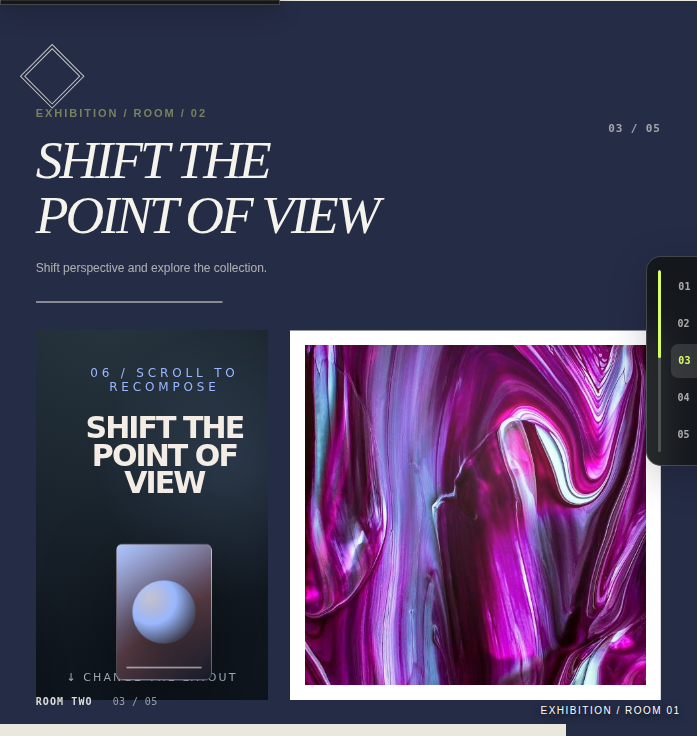 EXHIBITION / ROOM / 02
03 / 05
SHIFT THE
POINT OF VIEW
Shift perspective and explore the collection.
01
02
03
04
05
06 / SCROLL TO
RECOMPOSE
SHIFT THE
POINT OF
VIEW
↓ CHANGE THE LAYOUT
ROOM TWO 03 / 05
EXHIBITION / ROOM 01